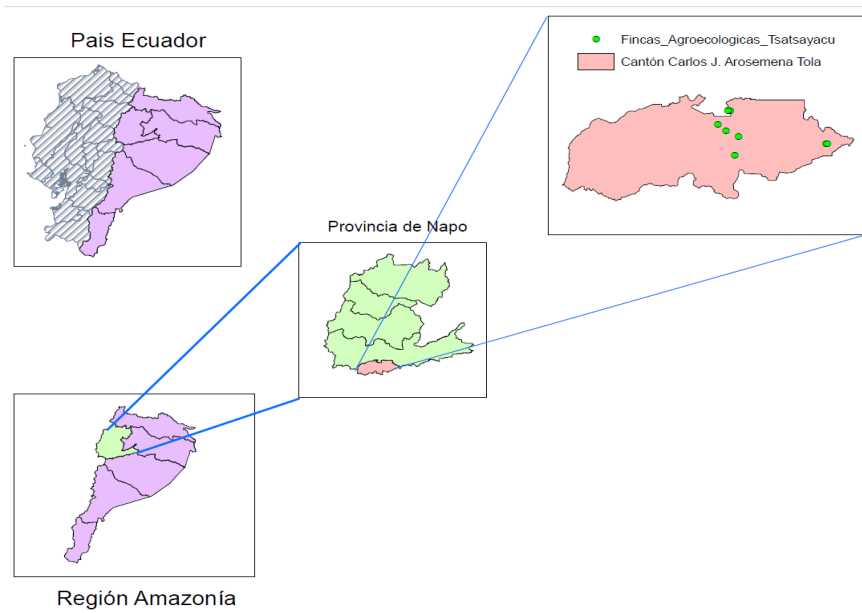 Pais Ecuador
Fincas_Agroecologicas_Tsatsayacu
Cantón Carlos J. Arosemena Tola
Provincia de Napo
Región Amazonía